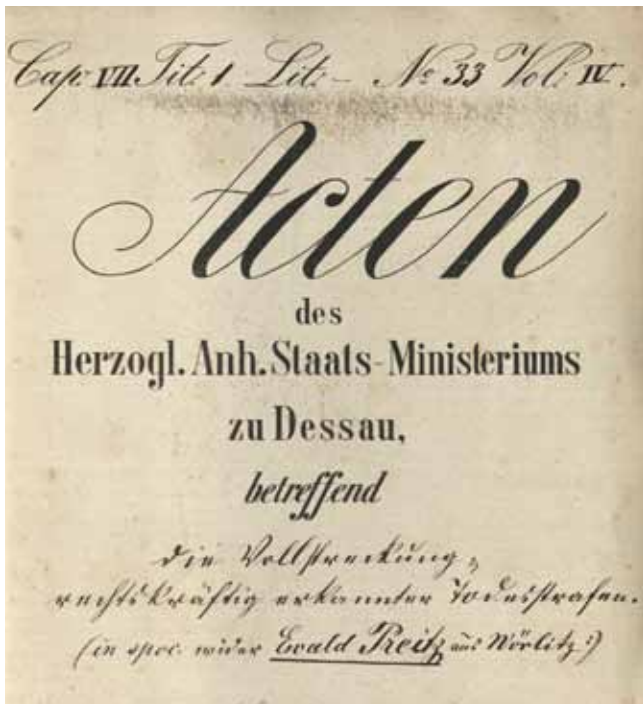 Cap: VII Tit: 1 Lit: – No 33 Vol: IV.
Acten
des
Herzogl. Anh. Staats-Ministeriums
zu Dessau,
betreffend
die Vollstreckung
rechtskräftig erkannter Todesstrafen.
(in spec. wider Ewald Preitz aus Wörlitz:)